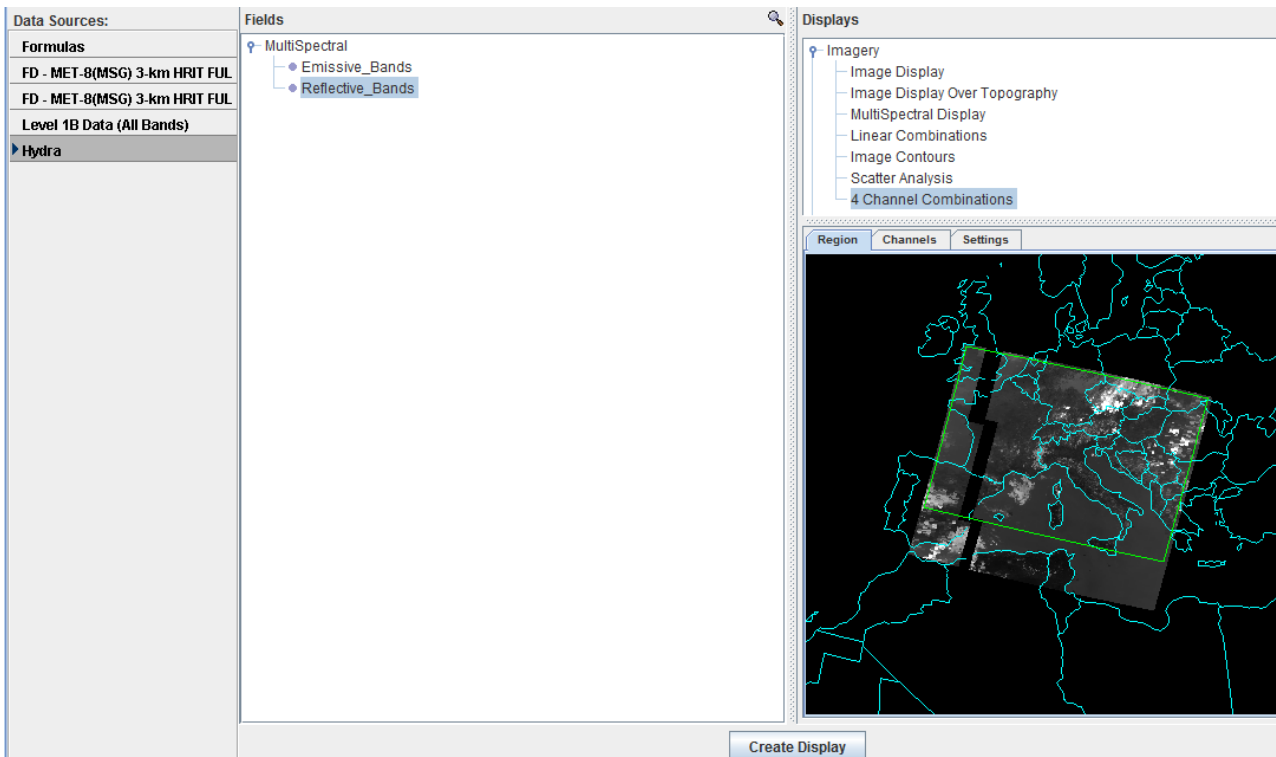 Data Sources:
Formulas
FD - MET-8(MSG) 3-km HRIT FUL
FD - MET-8(MSG) 3-km HRIT FUL
Level 1B Data (All Bands)
Hydra
Fields
MultiSpectral
Emissive_Bands
Reflective_Bands
Displays
Imagery
Image Display
Image Display Over Topography
MultiSpectral Display
Linear Combinations
Image Contours
Scatter Analysis
4 Channel Combinations
Region Channels Settings
Create Display